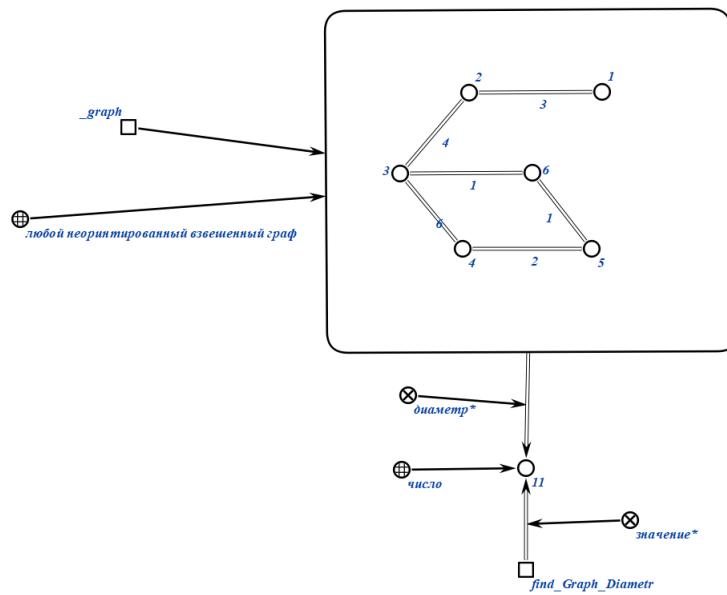 2
1
3
_graph
4
3
6
1
любой неоринтированный взвешенный граф
6
1
4
2
5
диаметр*
число
11
значение*
find_Graph_Diametr